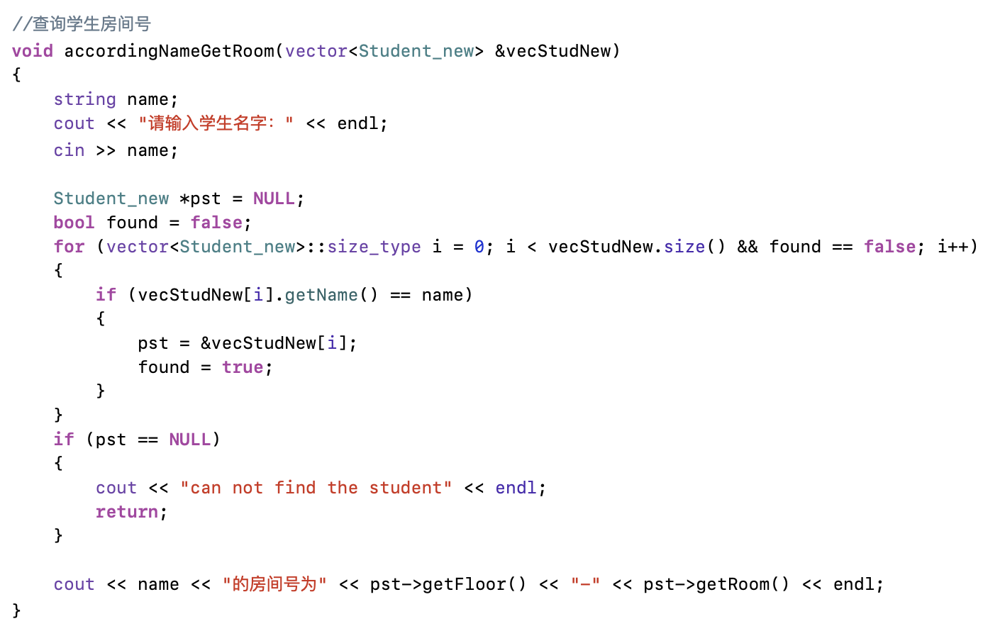 //查询学生房间号
void accordingNameGetRoom(vector<Student_new> &vecStudNew)
{
    string name;
    cout << "请输入学生名字：" << endl;
    cin >> name;

    Student_new *pst = NULL;
    bool found = false;
    for (vector<Student_new>::size_type i = 0; i < vecStudNew.size() && found == false; i++)
    {
        if (vecStudNew[i].getName() == name)
        {
            pst = &vecStudNew[i];
            found = true;
        }
    }
    if (pst == NULL)
    {
        cout << "can not find the student" << endl;
        return;
    }

    cout << name << "的房间号为" << pst->getFloor() << "-" << pst->getRoom() << endl;
}